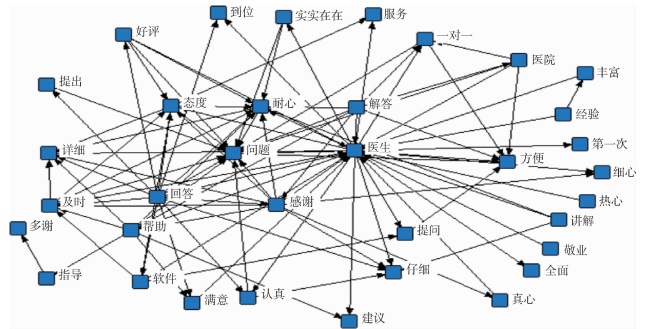 到位
实实在在
服务
好评
一对一
医院
丰富
提出
态度
耐心
解答
经验
详细
问题
医生
方便
第一次
细心
及时
回答
感谢
热心
多谢
帮助
提问
讲解
敬业
指导
软件
仔细
全面
满意
认真
建议
真心